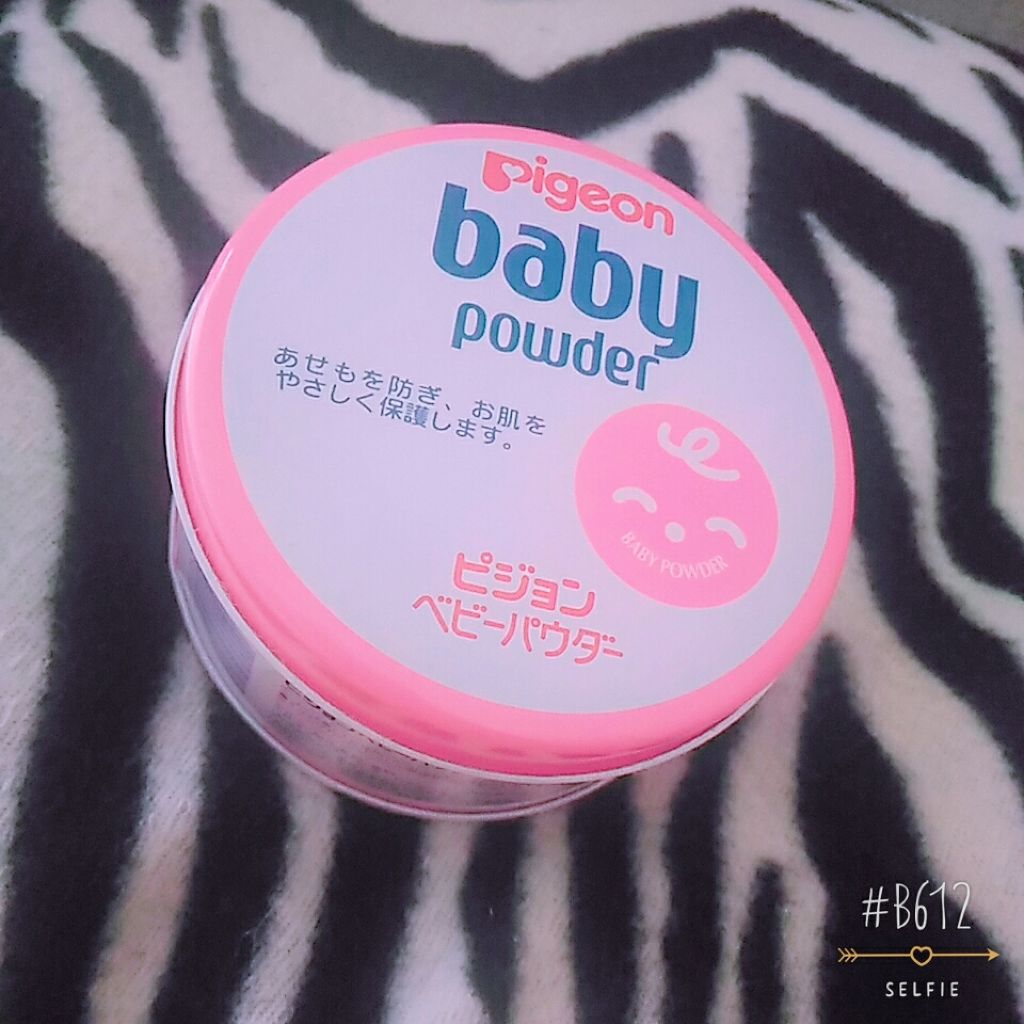 Pigeon
baby
powder
あせもを防ぎ、お肌を
やさしく保護します。
BABY POWDER
ピジョン
ベビーパウダー
#B612
SELFIE